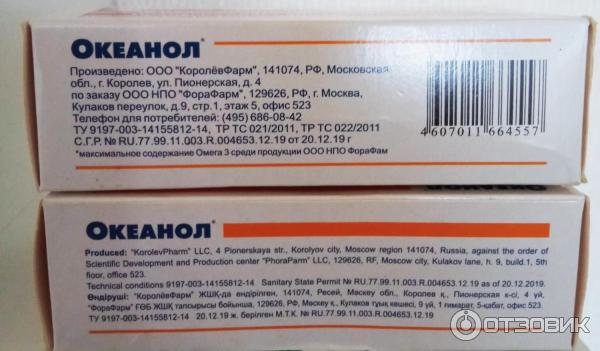 ОКЕАНОЛ®
Произведено: ООО "КоролёвФарм", 141074, РФ, Московская
обл., г. Королев, ул. Пионерская, д. 4
по заказу ООО НПО "ФораФарм", 129626, РФ, г. Москва,
Кулаков переулок, д.9, стр.1, этаж 5, офис 523
Телефон для потребителей: (495) 686-08-42
ТУ 9197-003-14155812-14, ТР ТС 021/2011, ТР ТС 022/2011
С.Г.Р. № RU.77.99.11.003.R.004653.12.19 от 20.12.19 г
*максимальное содержание Омега 3 среди продукции ООО НПО ФораФам
4 607011 664557
ОКЕАНОЛ®
Produced: "KorolevPharm" LLC, 4 Pionerskaya str., Korolyov city, Moscow region 141074, Russia, against the order of
Scientific Development and Production center "PhoraParm" LLC, 129626, RF, Moscow city, Kulakov lane, h. 9, build.1, 5th
floor, office 523.
Technical conditions 9197-003-14155812-14 Sanitary State Permit № RU.77.99.11.003.R.004653.12.19 as of 20.12.2019.
Өндіруші: "КоролёвФарм" ЖШҚ-да өндірілген, 141074, Ресей, Маскеу обл., Королев қ., Пионерская к-сі, 4 үй,
"ФораФарм" ҒӨБ ЖШҚ тапсырысы бойынша, 129626, РФ, Маскеу қ., Кулаков тұйық көшесі, 9 үй, 1 ғимарат, 5-қабат, офис 523
ТУ 9197-003-14155812-14 20.12.19 ж. берілген М.Т.К. № RU.77.99.11.003.R.004653.12.19
ОТЗОВИК